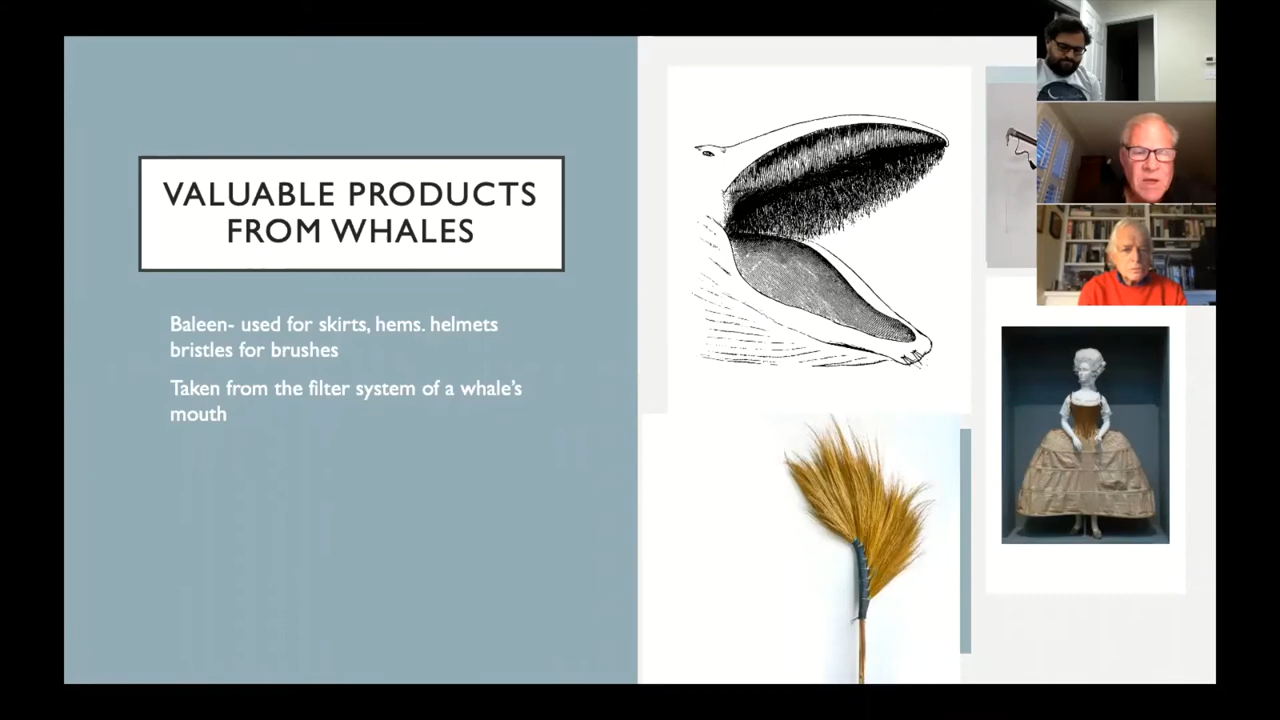 VALUABLE PRODUCTS
FROM WHALES
Baleen- used for skirts, hems. helmets
bristles for brushes
Taken from the filter system of a whale's
mouth